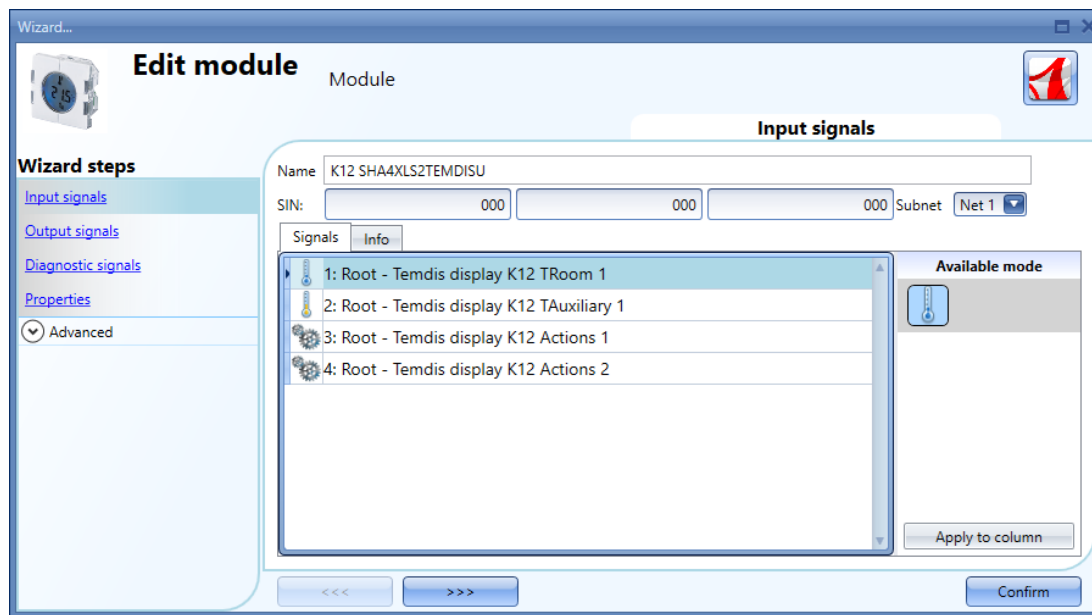 Wizard...
Edit module
Module
Input signals
Wizard steps
Input signals
Output signals
Diagnostic signals
Properties
Advanced
Name K12 SHA4XLS2TEMDISU
SIN: 000 000 000 Subnet Net 1
Signals Info
1: Root - Temdis display K12 TRoom 1
2: Root - Temdis display K12 TAuxiliary 1
3: Root - Temdis display K12 Actions 1
4: Root - Temdis display K12 Actions 2
Available mode
Apply to column
<<< >>> Confirm